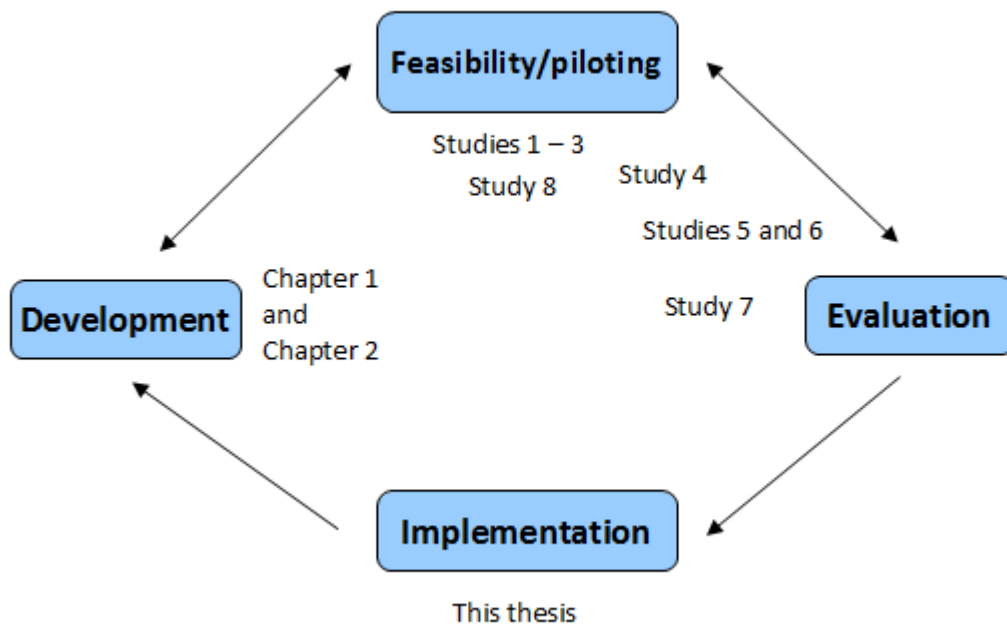 Feasibility/piloting
Studies 1 – 3
Study 4
Study 8
Studies 5 and 6
Chapter 1
and
Chapter 2
Development
Study 7
Evaluation
Implementation
This thesis